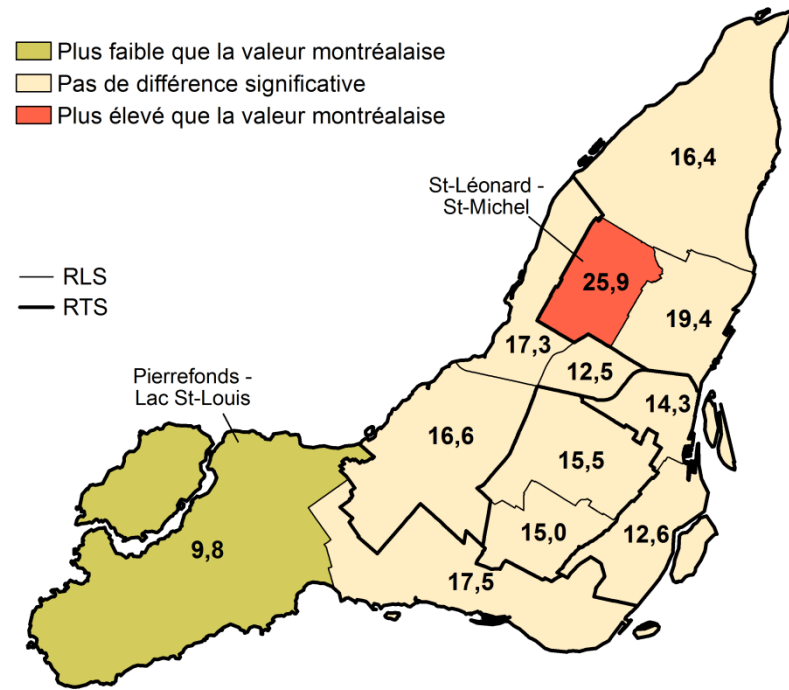 Plus faible que la valeur montréalaise
Pas de différence significative
Plus élevé que la valeur montréalaise
16,4
St-Léonard -
St-Michel
RLS
RTS
25,9
19,4
17,3
12,5
Pierrefonds -
Lac St-Louis
14,3
16,6
15,5
15,0
12,6
9,8
17,5